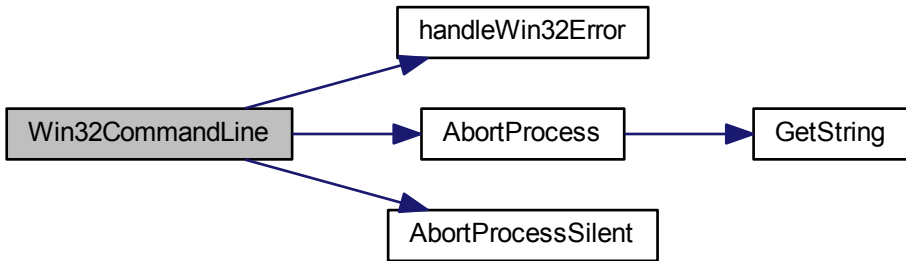 handleWin32Error
Win32CommandLine
AbortProcess
GetString
AbortProcessSilent